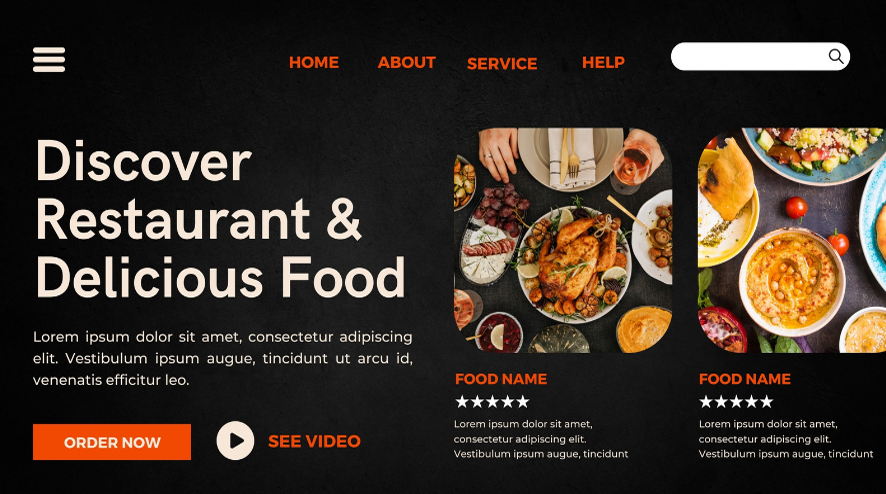 HOME ABOUT SERVICE HELP
Discover
Restaurant &
Delicious Food
Lorem ipsum dolor sit amet, consectetur adipiscing
elit. Vestibulum ipsum augue, tincidunt ut arcu id,
venenatis efficitur leo.
ORDER NOW
SEE VIDEO
FOOD NAME
Lorem ipsum dolor sit amet,
consectetur adipiscing elit.
Vestibulum ipsum augue, tincidunt
FOOD NAME
Lorem ipsum dolor sit amet,
consectetur adipiscing elit.
Vestibulum ipsum augue, tincidunt